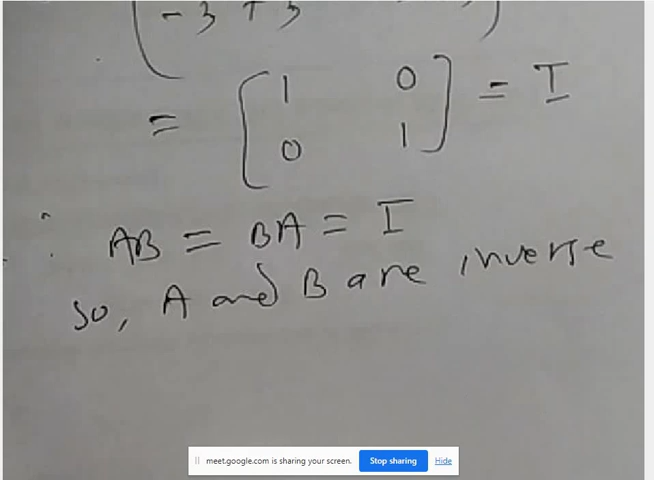 - 3 + 3
= [ 1 0
0 1 ] = I
∴ AB = BA = I
so, A and B are inverse
meet.google.com is sharing your screen. Stop sharing Hide